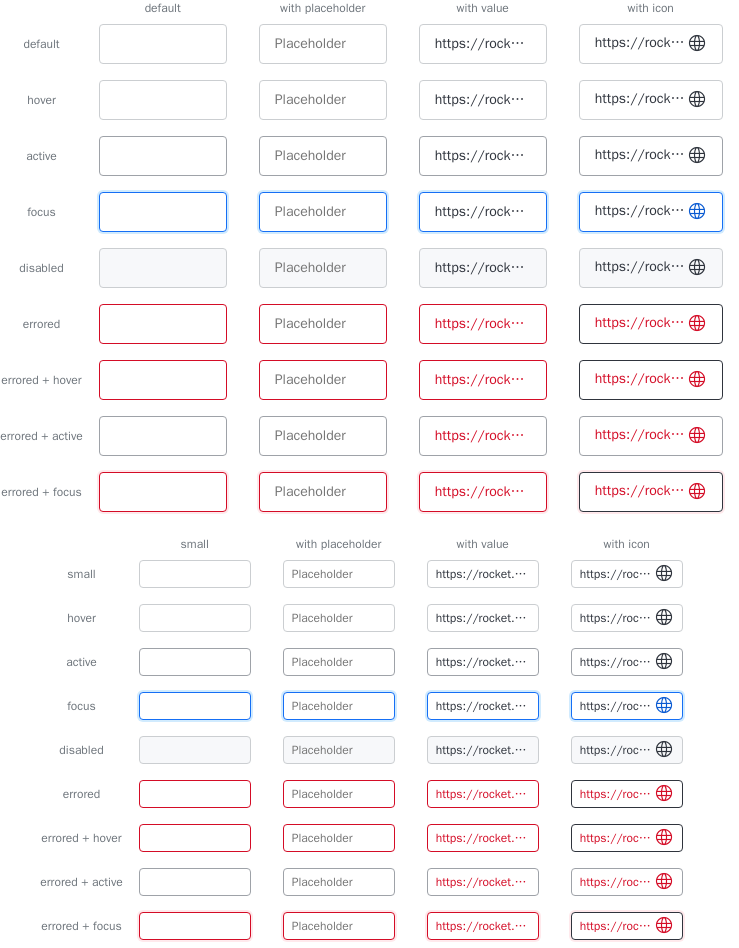 default with placeholder with value with icon
default Placeholder https://rock··· https://rock···
hover Placeholder https://rock··· https://rock···
active Placeholder https://rock··· https://rock···
focus Placeholder https://rock··· https://rock···
disabled Placeholder https://rock··· https://rock···
errored Placeholder https://rock··· https://rock···
errored + hover Placeholder https://rock··· https://rock···
errored + active Placeholder https://rock··· https://rock···
errored + focus Placeholder https://rock··· https://rock···
small with placeholder with value with icon
small Placeholder https://rocket.··· https://roc···
hover Placeholder https://rocket.··· https://roc···
active Placeholder https://rocket.··· https://roc···
focus Placeholder https://rocket.··· https://roc···
disabled Placeholder https://rocket.··· https://roc···
errored Placeholder https://rocket.··· https://roc···
errored + hover Placeholder https://rocket.··· https://roc···
errored + active Placeholder https://rocket.··· https://roc···
errored + focus Placeholder https://rocket.··· https://roc···